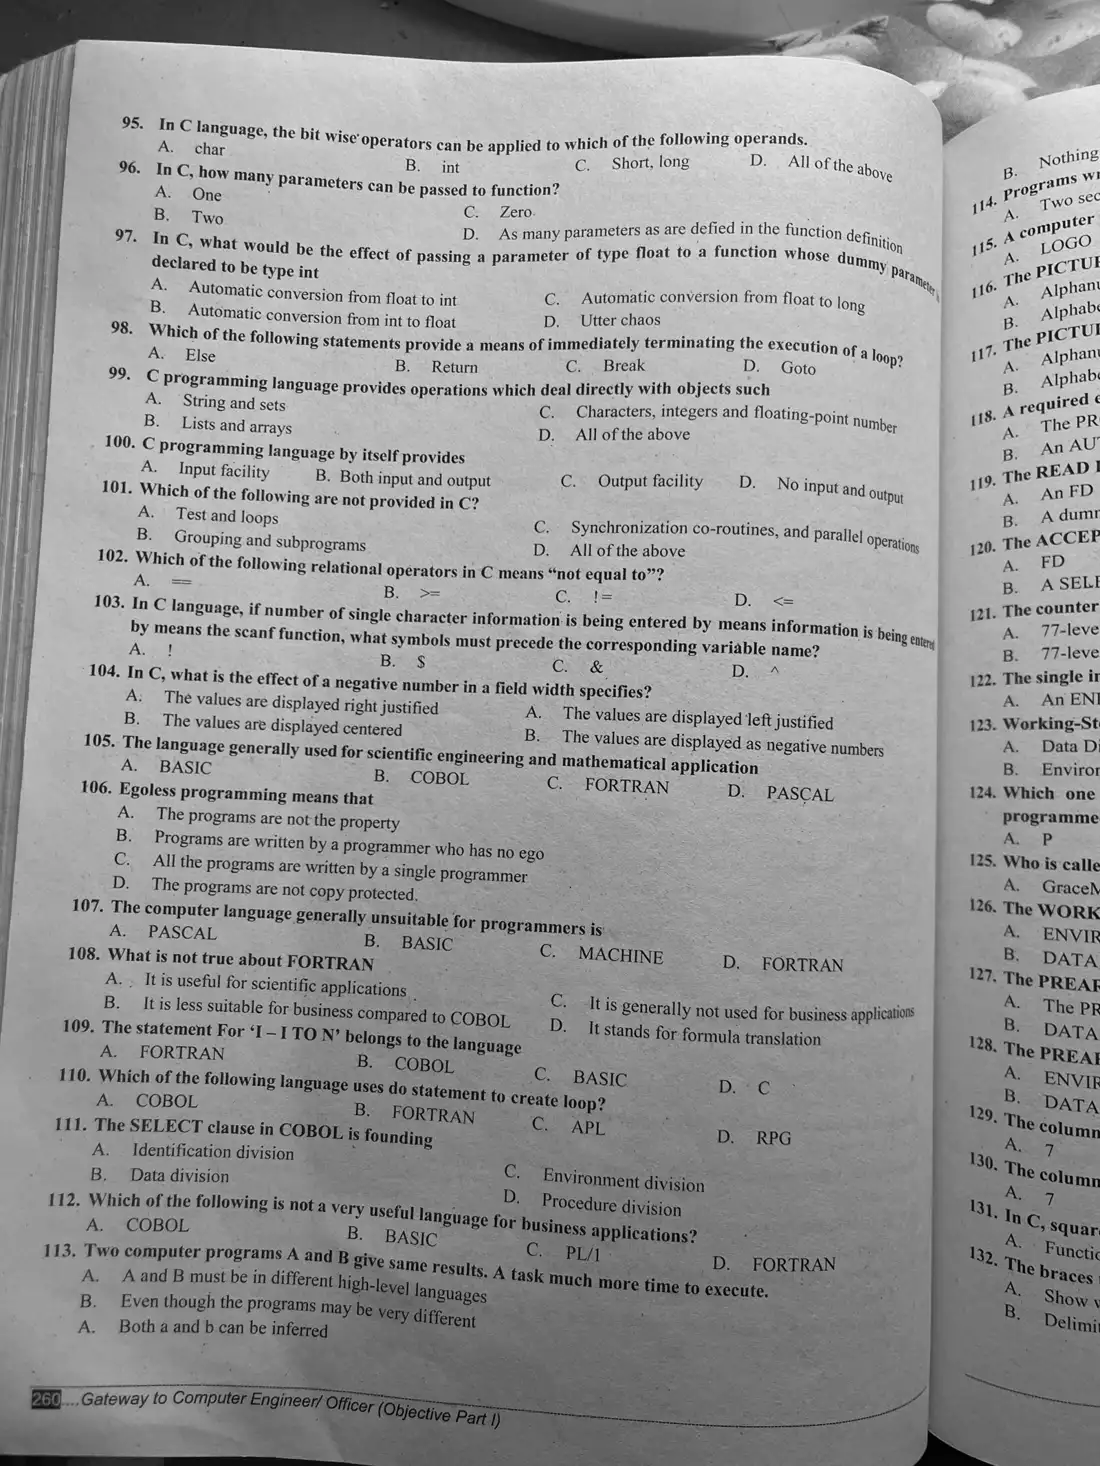 95. In C language, the bit wise operators can be applied to which of the following operands.
A. char B. int C. Short, long D. All of the above
96. In C, how many parameters can be passed to function?
A. One C. Zero
B. Two D. As many parameters as are defied in the function definition
97. In C, what would be the effect of passing a parameter of type float to a function whose dummy parameter
declared to be type int
A. Automatic conversion from float to int C. Automatic conversion from float to long
B. Automatic conversion from int to float D. Utter chaos
98. Which of the following statements provide a means of immediately terminating the execution of a loop?
A. Else B. Return C. Break D. Goto
99. C programming language provides operations which deal directly with objects such
A. String and sets C. Characters, integers and floating-point number
B. Lists and arrays D. All of the above
100. C programming language by itself provides
A. Input facility B. Both input and output C. Output facility D. No input and output
101. Which of the following are not provided in C?
A. Test and loops C. Synchronization co-routines, and parallel operations
B. Grouping and subprograms D. All of the above
102. Which of the following relational operators in C means “not equal to”?
A. == B. >= C. != D. <=
103. In C language, if number of single character information is being entered by means information is being entered
by means the scanf function, what symbols must precede the corresponding variable name?
A. ! B. $ C. & D. ^
104. In C, what is the effect of a negative number in a field width specifies?
A. The values are displayed right justified A. The values are displayed left justified
B. The values are displayed centered B. The values are displayed as negative numbers
105. The language generally used for scientific engineering and mathematical application
A. BASIC B. COBOL C. FORTRAN D. PASCAL
106. Egoless programming means that
A. The programs are not the property
B. Programs are written by a programmer who has no ego
C. All the programs are written by a single programmer
D. The programs are not copy protected.
107. The computer language generally unsuitable for programmers is
A. PASCAL B. BASIC C. MACHINE D. FORTRAN
108. What is not true about FORTRAN
A. It is useful for scientific applications C. It is generally not used for business applications
B. It is less suitable for business compared to COBOL D. It stands for formula translation
109. The statement For ‘I – I TO N’ belongs to the language
A. FORTRAN B. COBOL C. BASIC D. C
110. Which of the following language uses do statement to create loop?
A. COBOL B. FORTRAN C. APL D. RPG
111. The SELECT clause in COBOL is founding
A. Identification division C. Environment division
B. Data division D. Procedure division
112. Which of the following is not a very useful language for business applications?
A. COBOL B. BASIC C. PL/1 D. FORTRAN
113. Two computer programs A and B give same results. A task much more time to execute.
A. A and B must be in different high-level languages
B. Even though the programs may be very different
A. Both a and b can be inferred
260 ....Gateway to Computer Engineer/ Officer (Objective Part I)
B. Nothing
114. Programs
A. Two
115. A computer
A. LOGO
116. The
A.
B.
117. The
A.
B.
118. A required
A. The
B. An
119. The READ
A. An FD
B. A
120. The
A. FD
B. A
121. The counter
A. 77-leve
B. 77-leve
122. The single
A. An
123.
A. Data
B.
124. Which one
programme
A. P
125. Who is calle
A.
126. The
A.
B. DATA
127. The
A. The
B. DATA
128. The
A.
B. DATA
129. The column
A. 7
130. The column
A. 7
131. In C,
A.
132. The braces
A. Show
B.